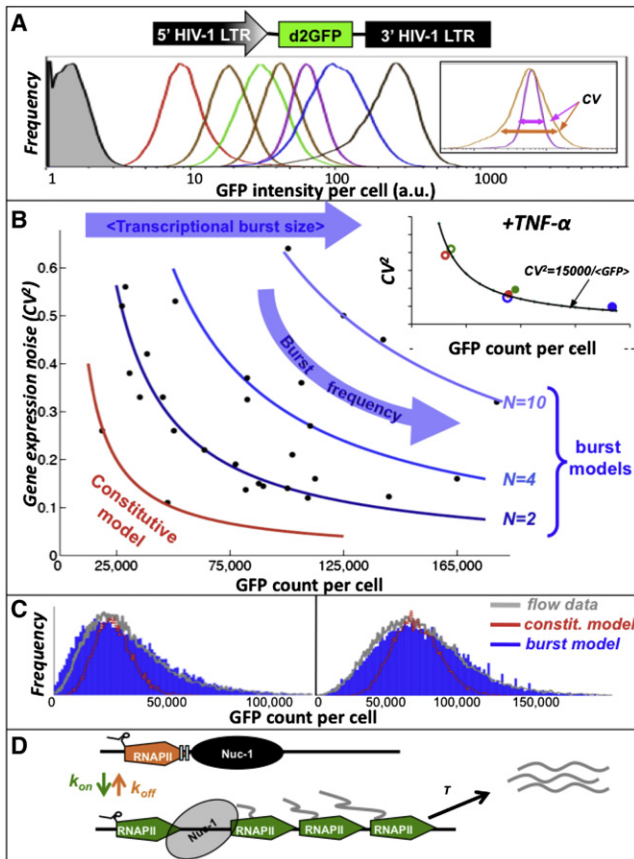 A
5' HIV-1 LTR d2GFP 3' HIV-1 LTR
Frequency
CV
1 10 100 1000
GFP intensity per cell (a.u.)
B
<Transcriptional burst size>
+TNF-α
CV²
CV²=15000/<GFP>
GFP count per cell
Gene expression noise (CV²)
0.6
0.5
0.4
0.3
0.2
0.1
0
Burst frequency
Constitutive model
N=10
N=4
N=2
burst models
0 25,000 75,000 125,000 165,000
GFP count per cell
C
Frequency
flow data
constit. model
burst model
0 50,000 100,000 0 50,000 100,000 150,000
GFP count per cell
D
RNAPII Nuc-1
kon koff
T
RNAPII Nuc-1 RNAPII RNAPII RNAPII